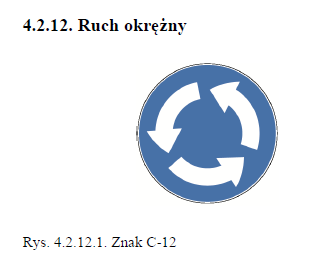 4.2.12. Ruch okrężny
Rys. 4.2.12.1. Znak C-12